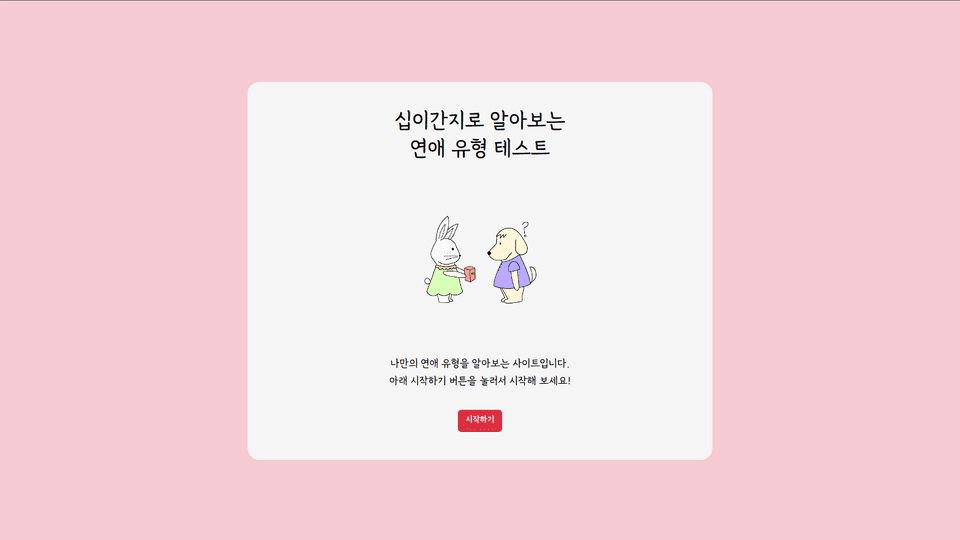 십이간지로 알아보는
연애 유형 테스트
?
나만의 연애 유형을 알아보는 사이트입니다.
아래 시작하기 버튼을 눌러서 시작해 보세요!
시작하기